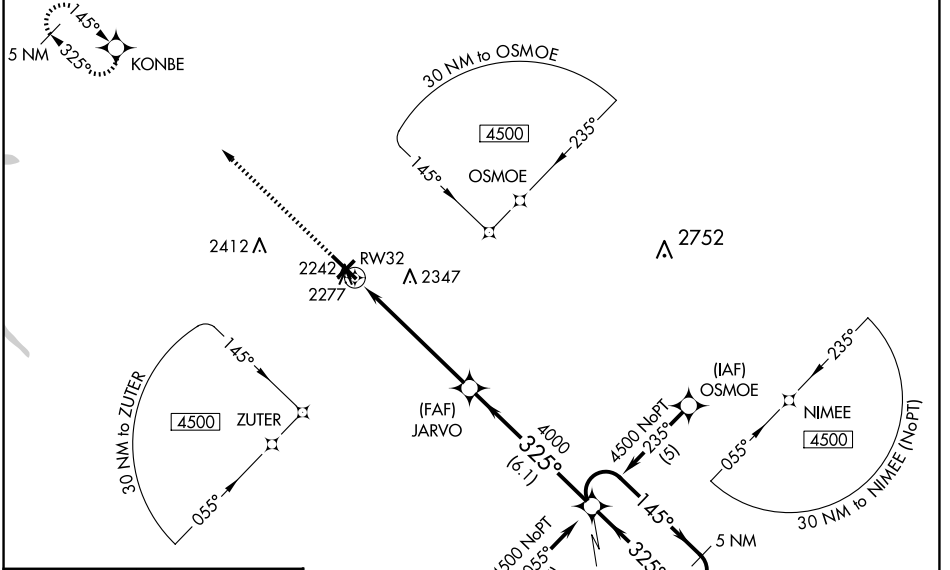 145°
5 NM
325°
KONBE
30 NM to OSMOE
4500
235°
145°
OSMOE
2412
2752
RW32
2242
2347
2277
145°
235°
30 NM to ZUTER
4500
ZUTER
055°
(FAF)
JARVO
(IAF)
OSMOE
NIMEE
4500
055°
30 NM to NIMEE (NoPT)
4000
325°
(6.1)
4500 NoPT
235°
(5)
145°
5 NM
325°
4500 NoPT
055°